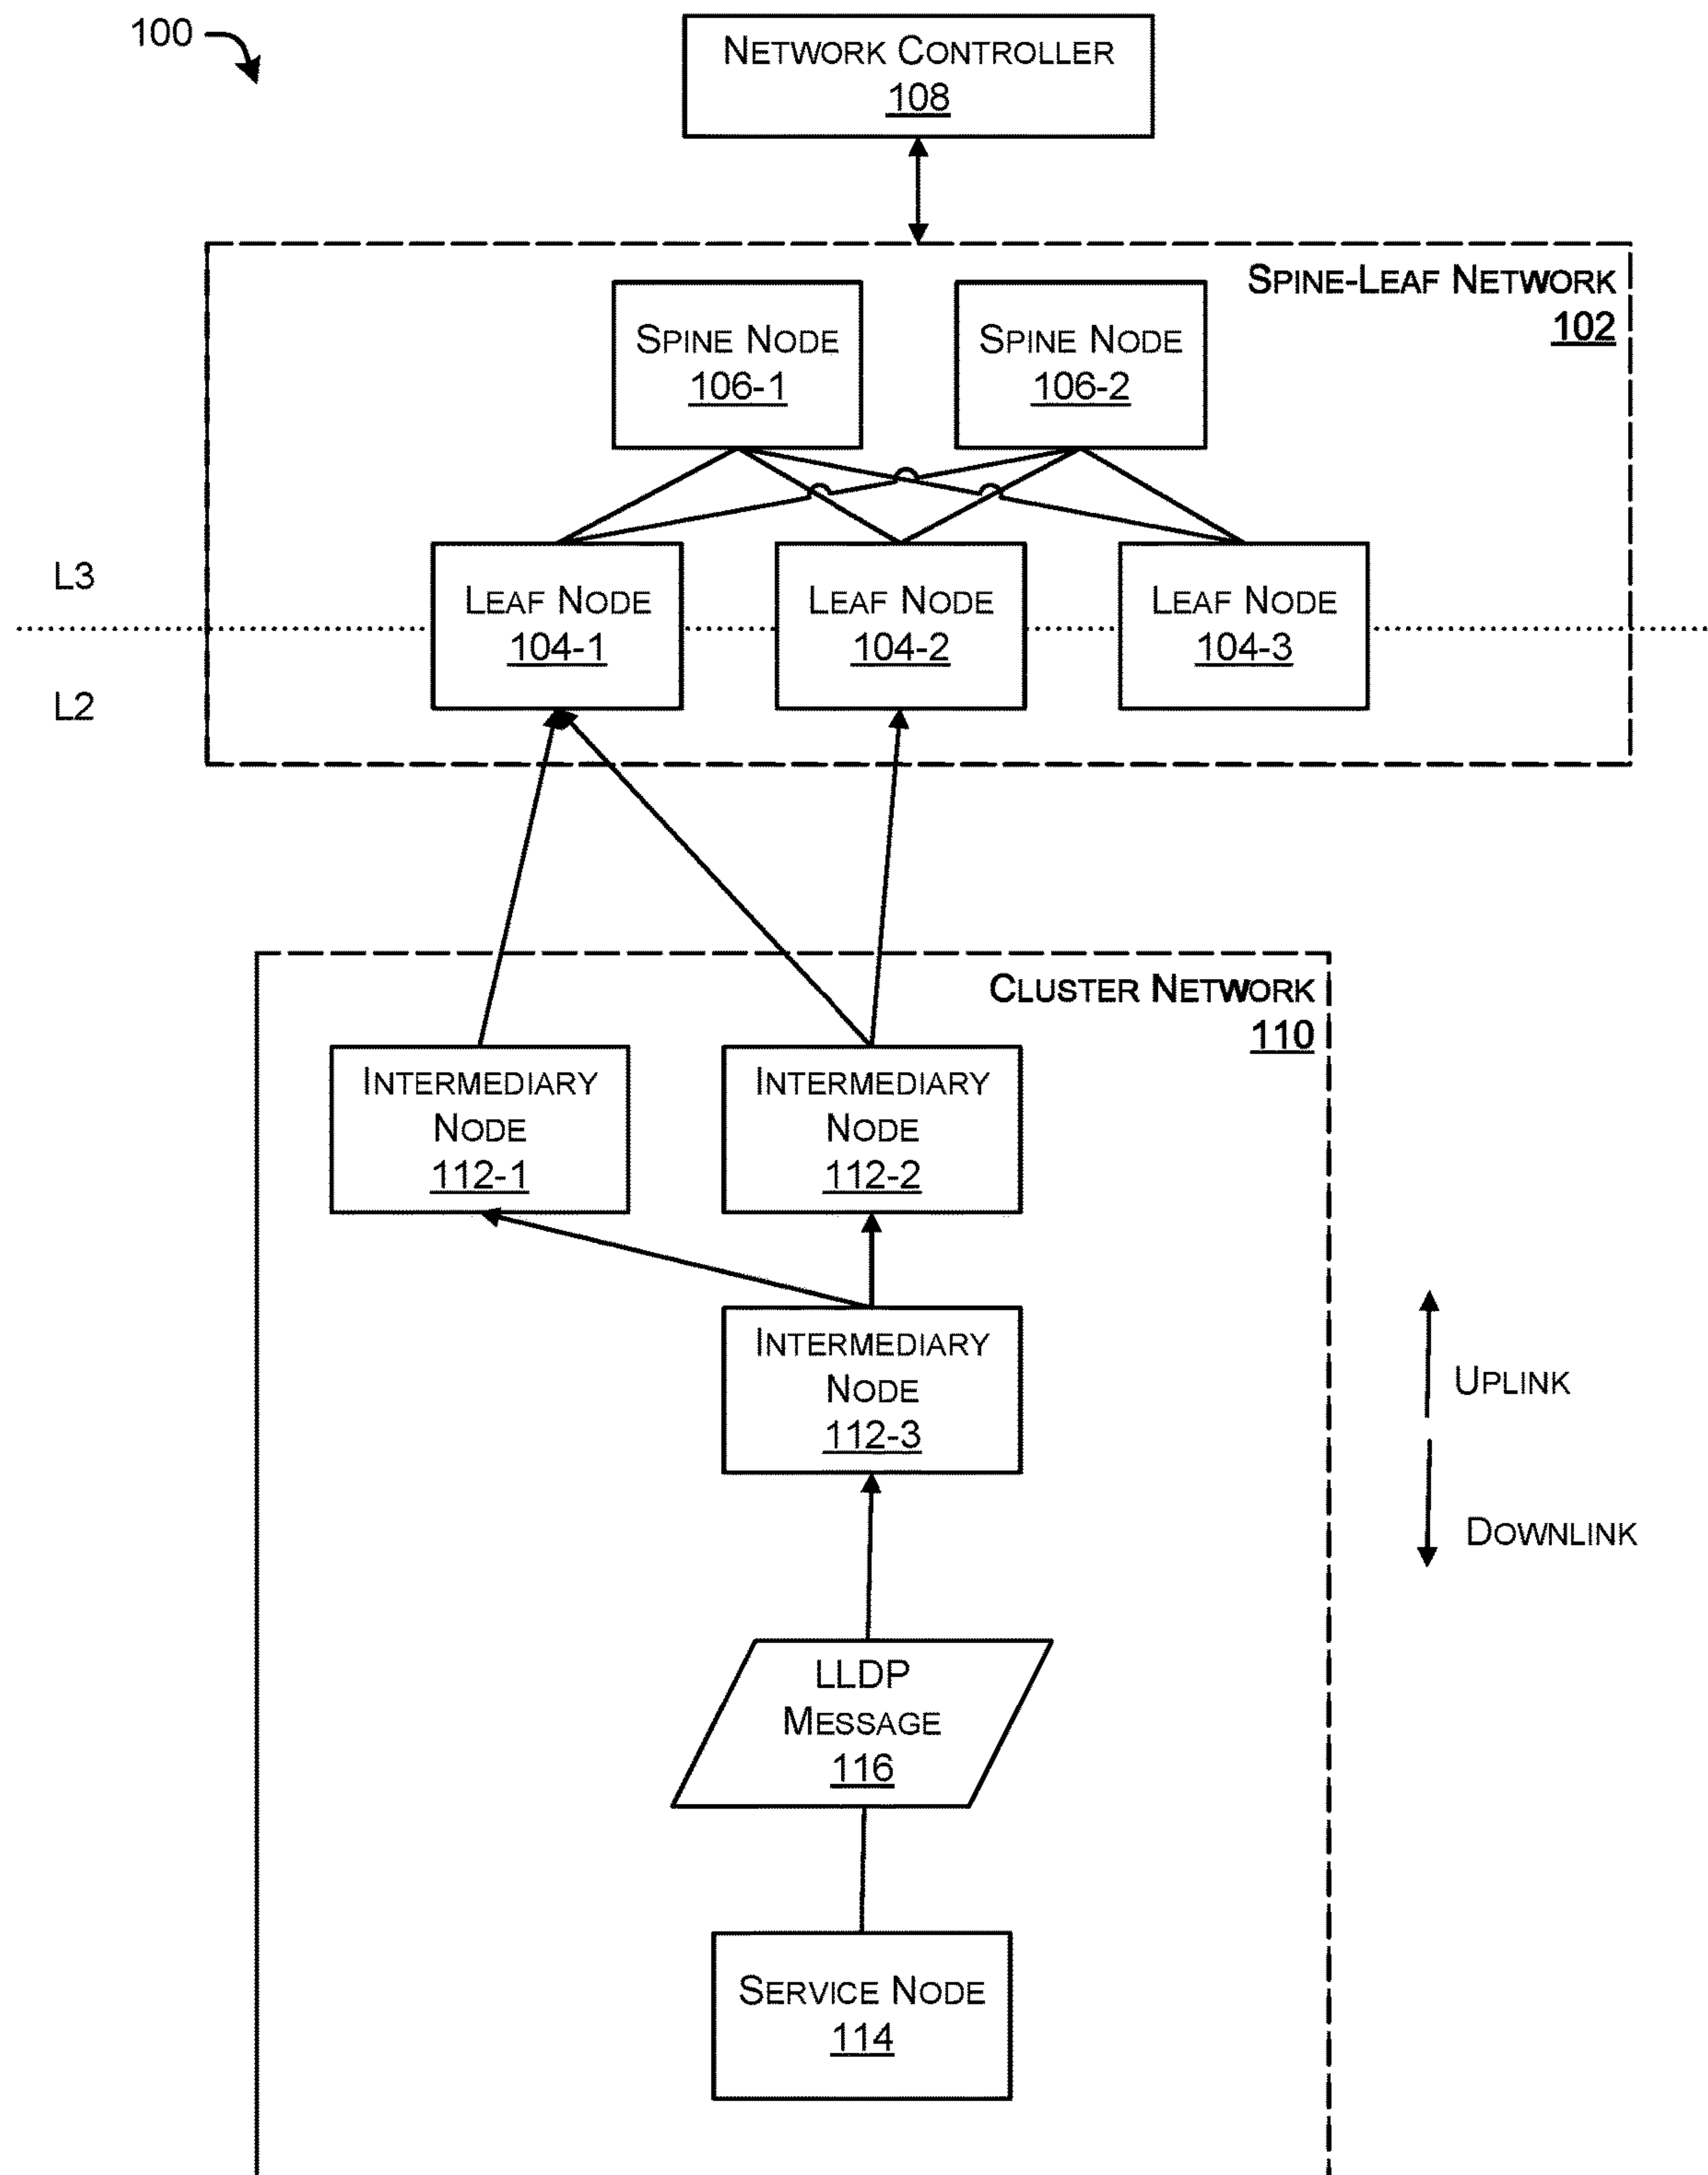 100
NETWORK CONTROLLER
108
SPINE-LEAF NETWORK
102
SPINE NODE
106-1
SPINE NODE
106-2
L3
LEAF NODE
104-1
LEAF NODE
104-2
LEAF NODE
104-3
L2
CLUSTER NETWORK
110
INTERMEDIARY
NODE
112-1
INTERMEDIARY
NODE
112-2
INTERMEDIARY
NODE
112-3
UPLINK
DOWNLINK
LLDP
MESSAGE
116
SERVICE NODE
114